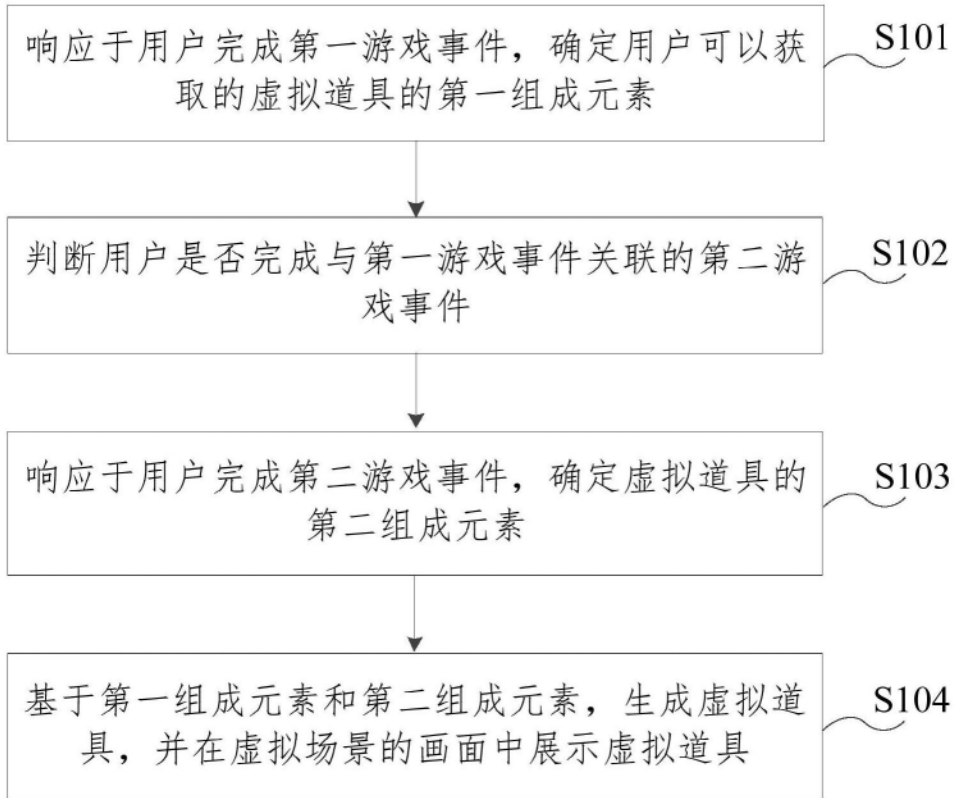 响应于用户完成第一游戏事件，确定用户可以获
取的虚拟道具的第一组成元素
S101
判断用户是否完成与第一游戏事件关联的第二游
戏事件
S102
响应于用户完成第二游戏事件，确定虚拟道具的
第二组成元素
S103
基于第一组成元素和第二组成元素，生成虚拟道
具，并在虚拟场景的画面中展示虚拟道具
S104